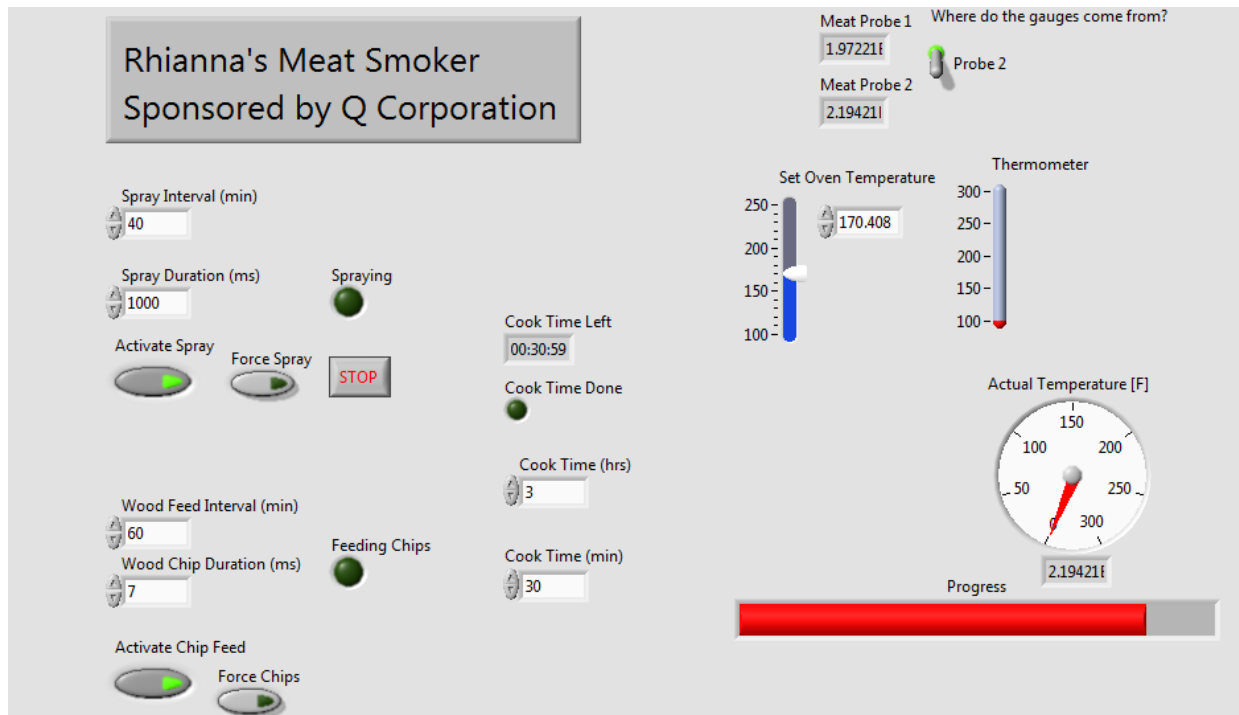 Rhianna's Meat Smoker
Sponsored by Q Corporation
Meat Probe 1
1.97221E
Meat Probe 2
2.19421
Where do the gauges come from?
Probe 2
Spray Interval (min)
40
Spray Duration (ms)
1000
Spraying
Activate Spray
Force Spray
STOP
Cook Time Left
00:30:59
Cook Time Done
Cook Time (hrs)
3
Cook Time (min)
30
Wood Feed Interval (min)
60
Wood Chip Duration (ms)
7
Feeding Chips
Activate Chip Feed
Force Chips
Set Oven Temperature
250
200
150
100
170.408
Thermometer
300
250
200
150
100
Actual Temperature [F]
0
50
100
150
200
250
300
2.19421E
Progress